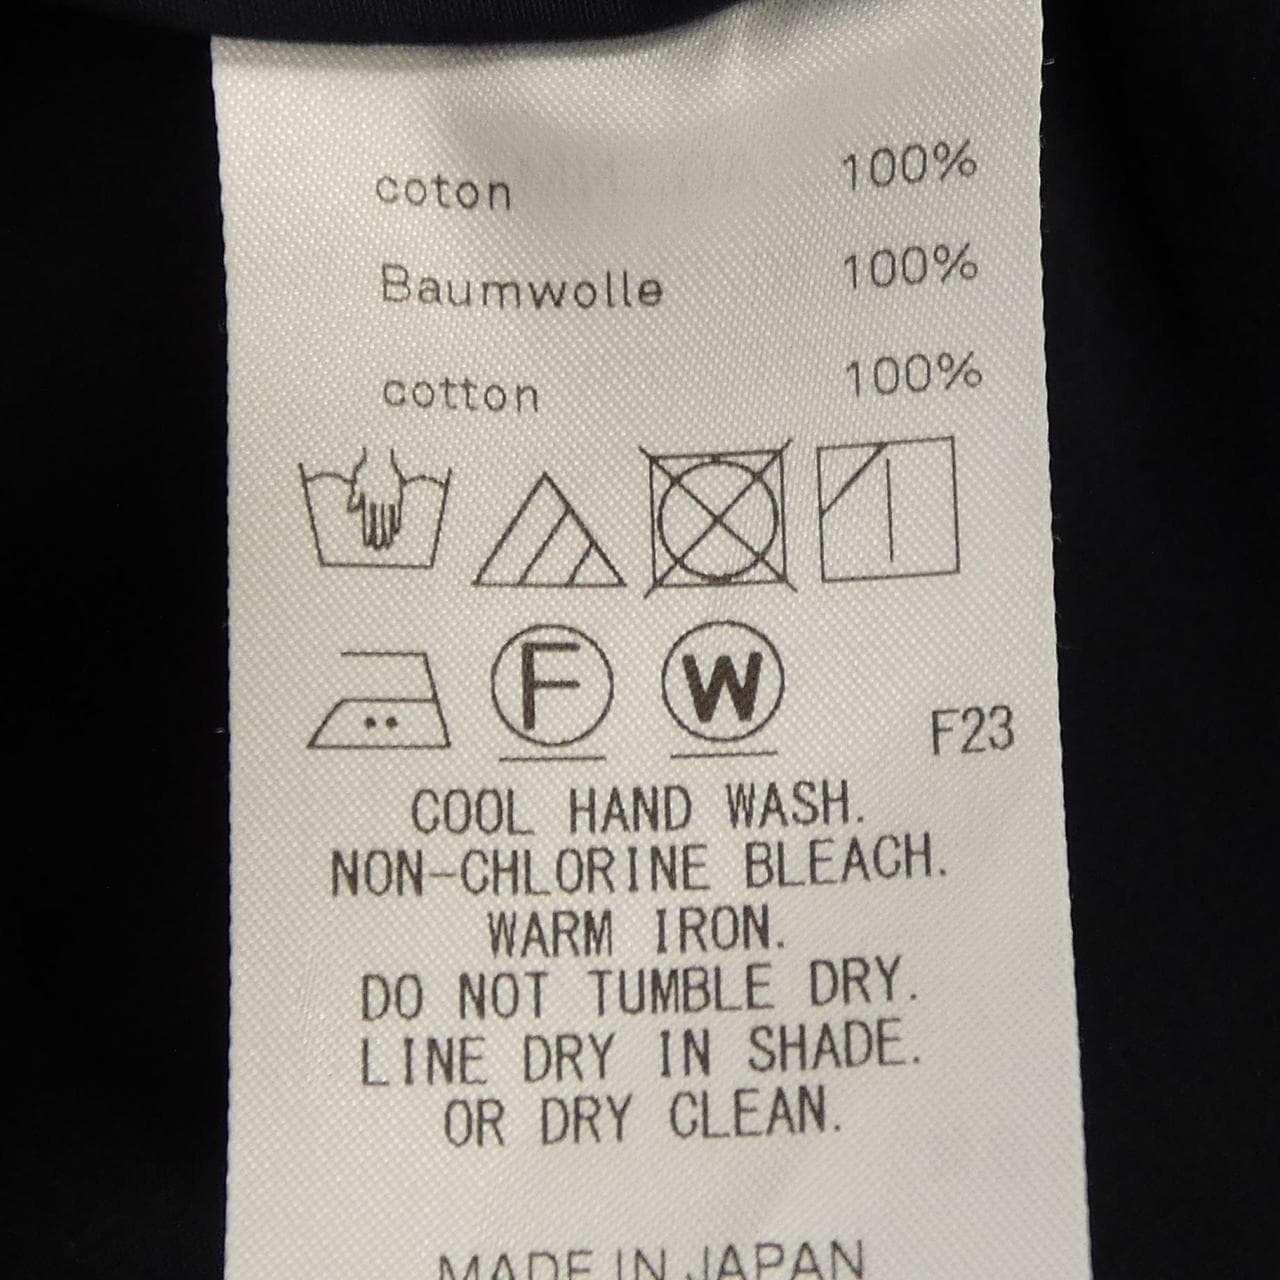 coton 100%
Baumwolle 100%
cotton 100%
F W F23
COOL HAND WASH.
NON-CHLORINE BLEACH.
WARM IRON.
DO NOT TUMBLE DRY.
LINE DRY IN SHADE.
OR DRY CLEAN.
MADE IN JAPAN